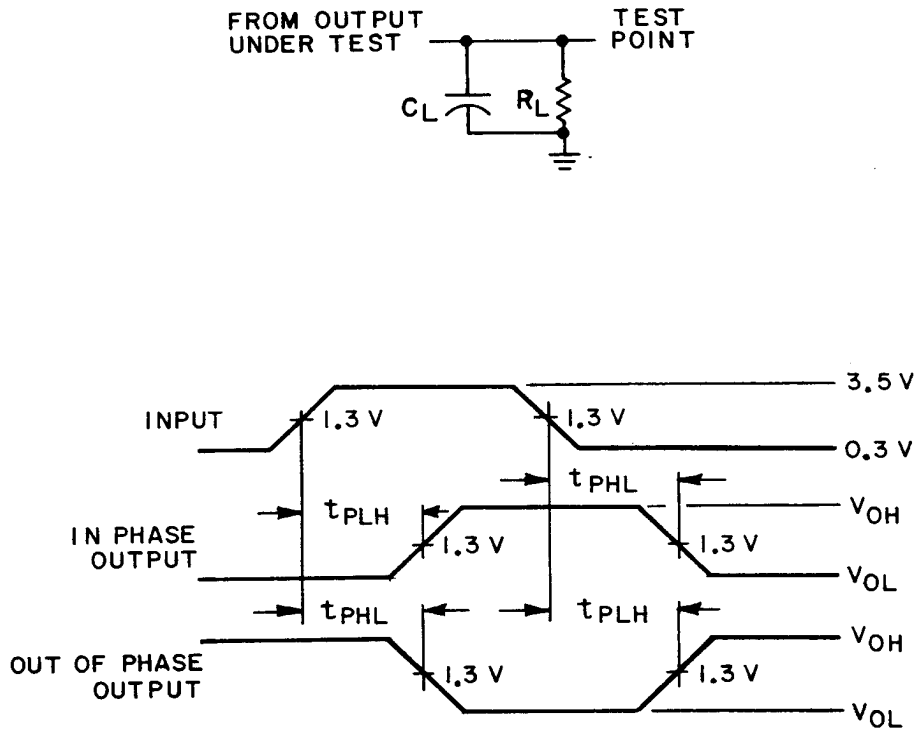 FROM OUTPUT
UNDER TEST
TEST
POINT
CL
RL
3.5 V
INPUT
1.3 V
1.3 V
0.3 V
tPHL
tPLH
VOH
IN PHASE
OUTPUT
1.3 V
1.3 V
VOL
tPHL
tPLH
VOH
OUT OF PHASE
OUTPUT
1.3 V
1.3 V
VOL